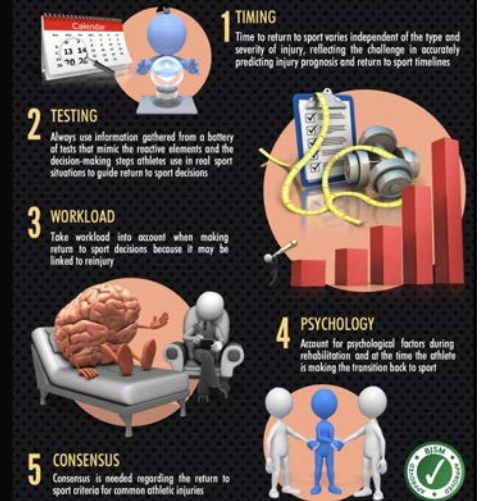 Calendar
13 14
20
1 TIMING
Time to return to sport varies independent of the type and
severity of injury, reflecting the challenge in accurately
predicting injury prognosis and return to sport timelines
2 TESTING
Always use information gathered from a battery
of tests that mimic the reactive elements and the
decision-making steps athletes use in real sport
situations to guide return to sport decisions
3 WORKLOAD
Take workload into account when making
return to sport decisions because it may be
linked to reinjury
4 PSYCHOLOGY
Account for psychological factors during
rehabilitation and at the time the athlete
is making the transition back to sport
5 CONSENSUS
Consensus is needed regarding the return to
sport criteria for common athletic injuries
BJSM
APPROVED
APPROVED